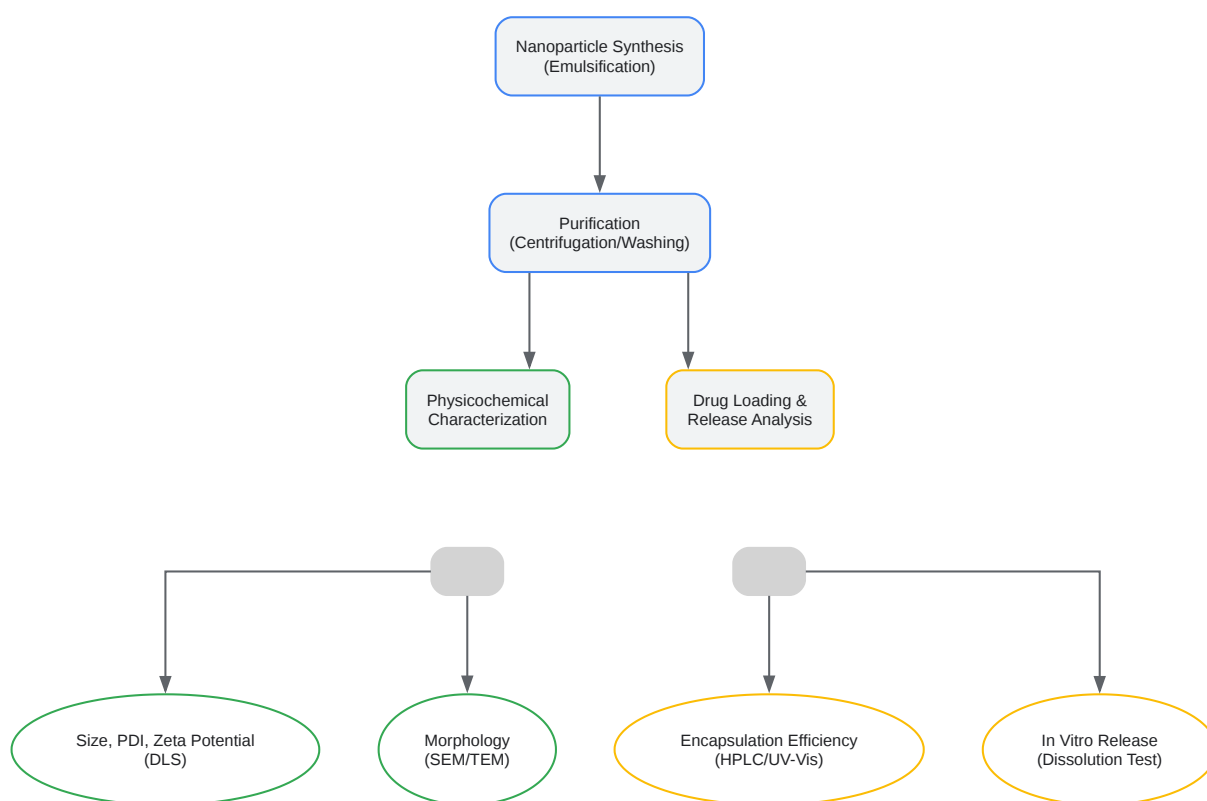 Nanoparticle Synthesis
(Emulsification)
Purification
(Centrifugation/Washing)
Physicochemical
Characterization
Drug Loading &
Release Analysis
Size, PDI, Zeta Potential
(DLS)
Morphology
(SEM/TEM)
Encapsulation Efficiency
(HPLC/UV-Vis)
In Vitro Release
(Dissolution Test)